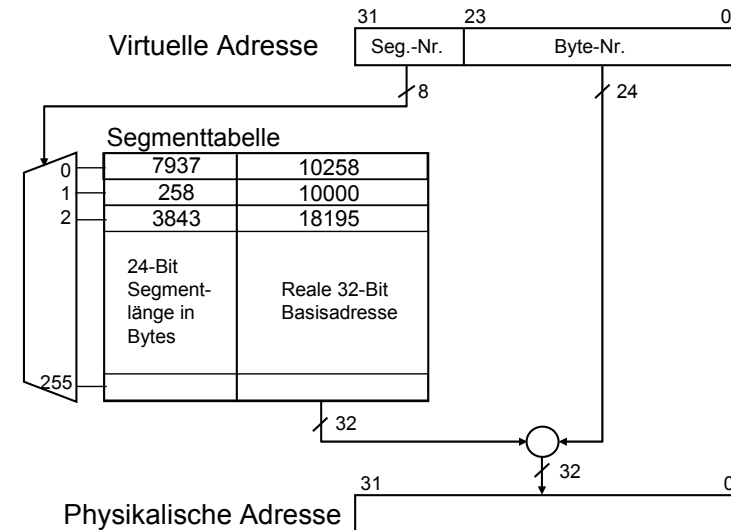 31 23 0
Virtuelle Adresse Seg.-Nr. Byte-Nr.
8 24
Segmenttabelle
0 7937 10258
1 258 10000
2 3843 18195
24-Bit
Segment-
länge in
Bytes
Reale 32-Bit
Basisadresse
255
32
32
31 0
Physikalische Adresse